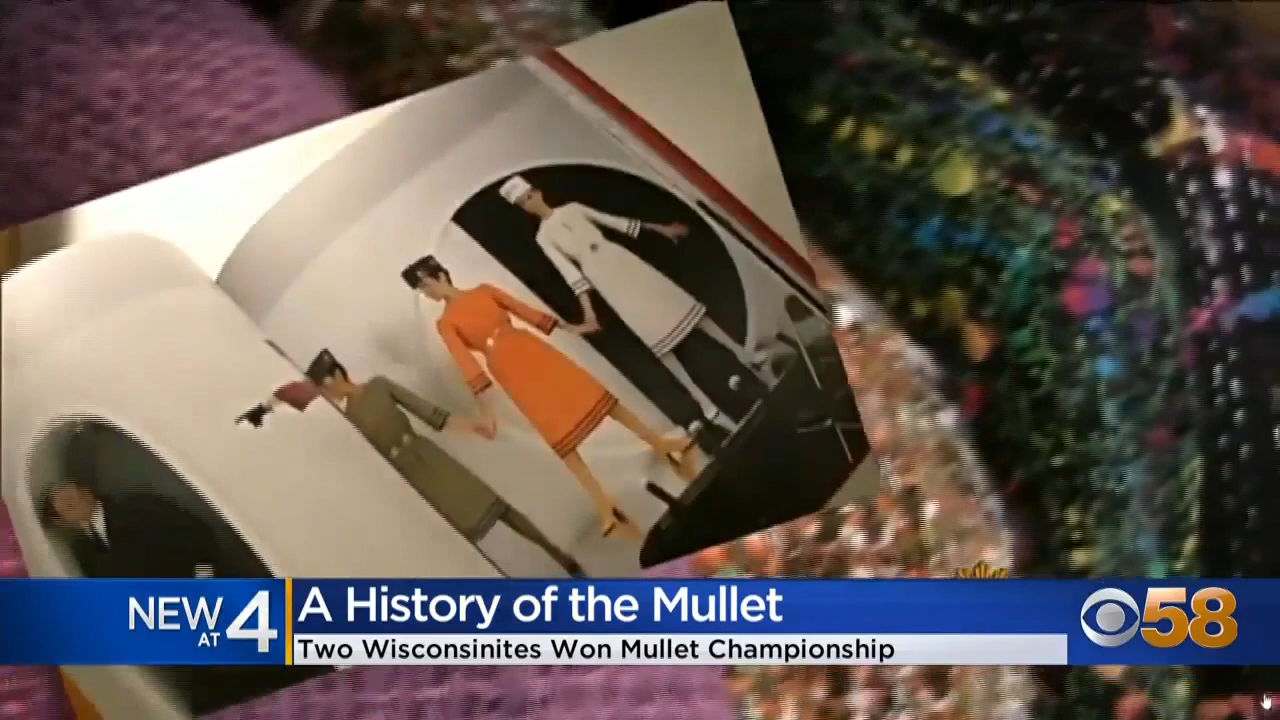 NEW
AT 4
A History of the Mullet
Two Wisconsinites Won Mullet Championship
58